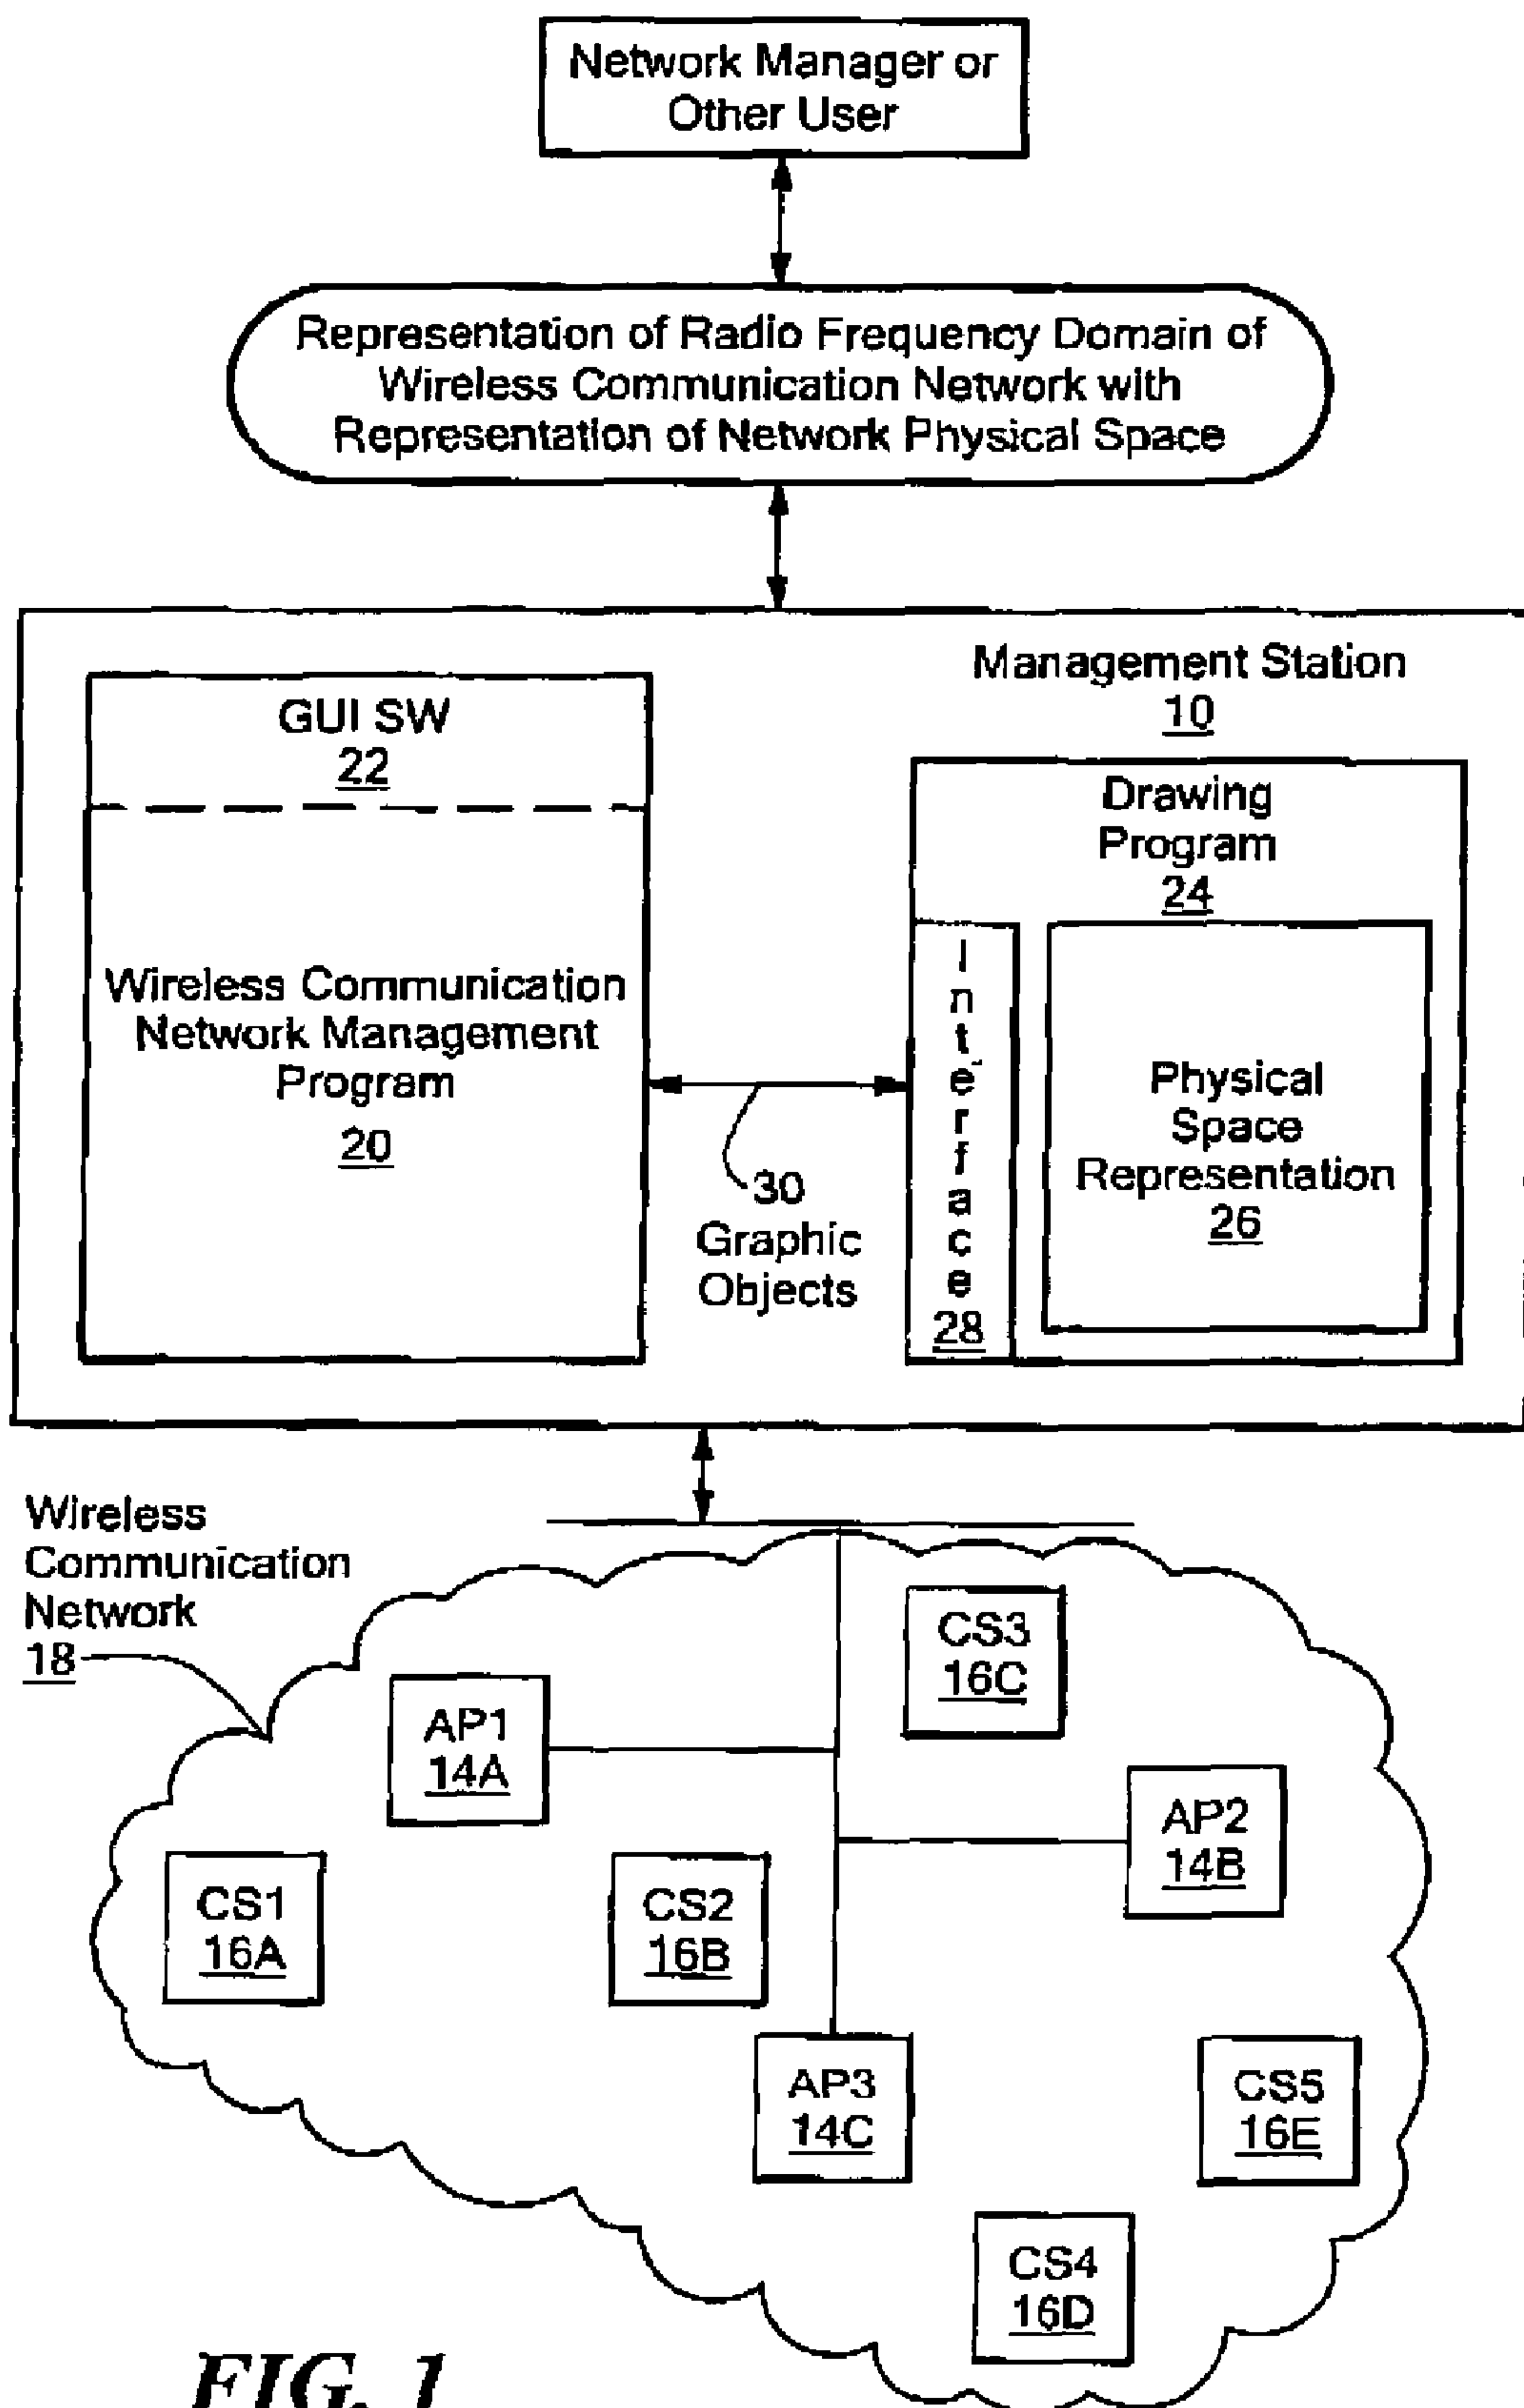 Network Manager or
Other User
Representation of Radio Frequency Domain of
Wireless Communication Network with
Representation of Network Physical Space
Management Station
10
GUI SW
22
Wireless Communication
Network Management
Program
20
30
Graphic
Objects
Drawing
Program
24
Interface
28
Physical
Space
Representation
26
Wireless
Communication
Network
18
CS3
16C
AP1
14A
AP2
14B
CS1
16A
CS2
16B
AP3
14C
CS5
16E
CS4
16D
FIG. 1